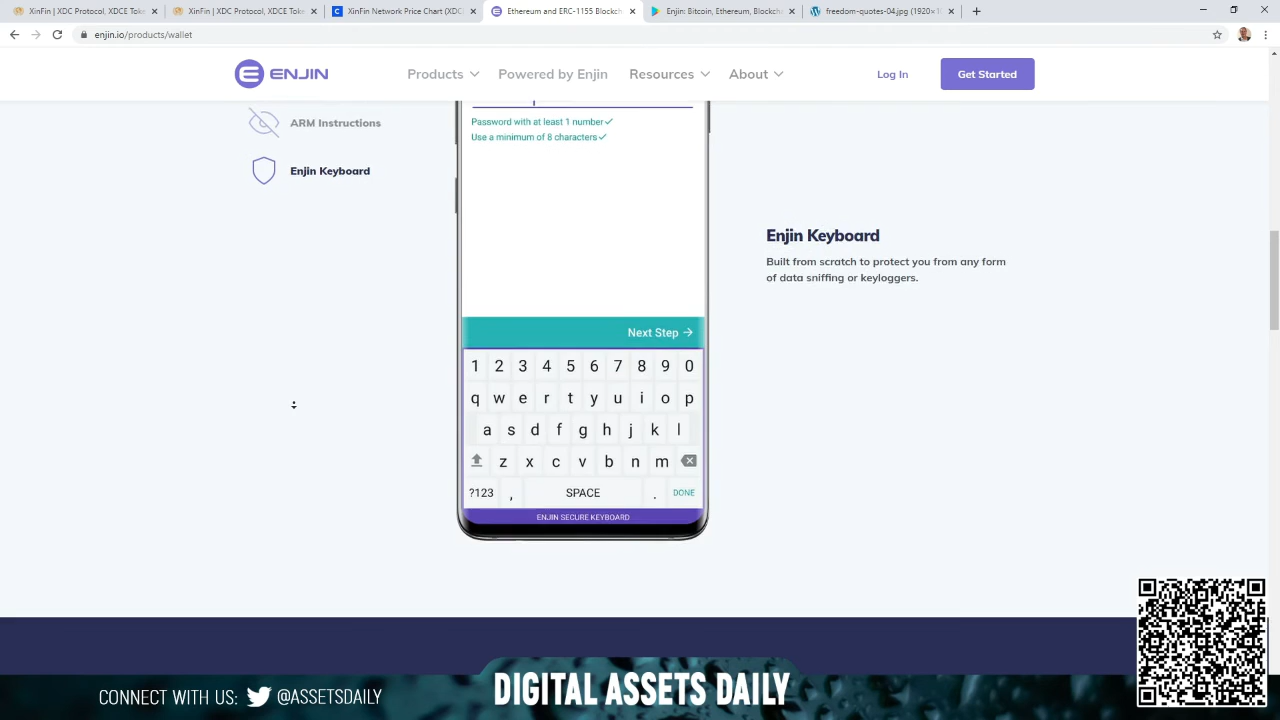 XinFin [ XDC Protocol, XDCE Toke
XinFin [ XDC Protocol, XDCE Toke
XinFin Network Price Chart (XDC)
Ethereum and ERC-1155 Blockch
Enjin: Bitcoin, Ethereum, Blockch
freedom-quotes-04.jpg (1920×10
enjin.io/products/wallet
ENJIN
Products
Powered by Enjin
Resources
About
Log In
Get Started
ARM Instructions
Enjin Keyboard
Password with at least 1 number
Use a minimum of 8 characters
Enjin Keyboard
Built from scratch to protect you from any form
of data sniffing or keyloggers.
Next Step
1 2 3 4 5 6 7 8 9 0
q w e r t y u i o p
a s d f g h j k l
z x c v b n m
?123 , SPACE . DONE
ENJIN SECURE KEYBOARD
CONNECT WITH US: @ASSETSDAILY
DIGITAL ASSETS DAILY